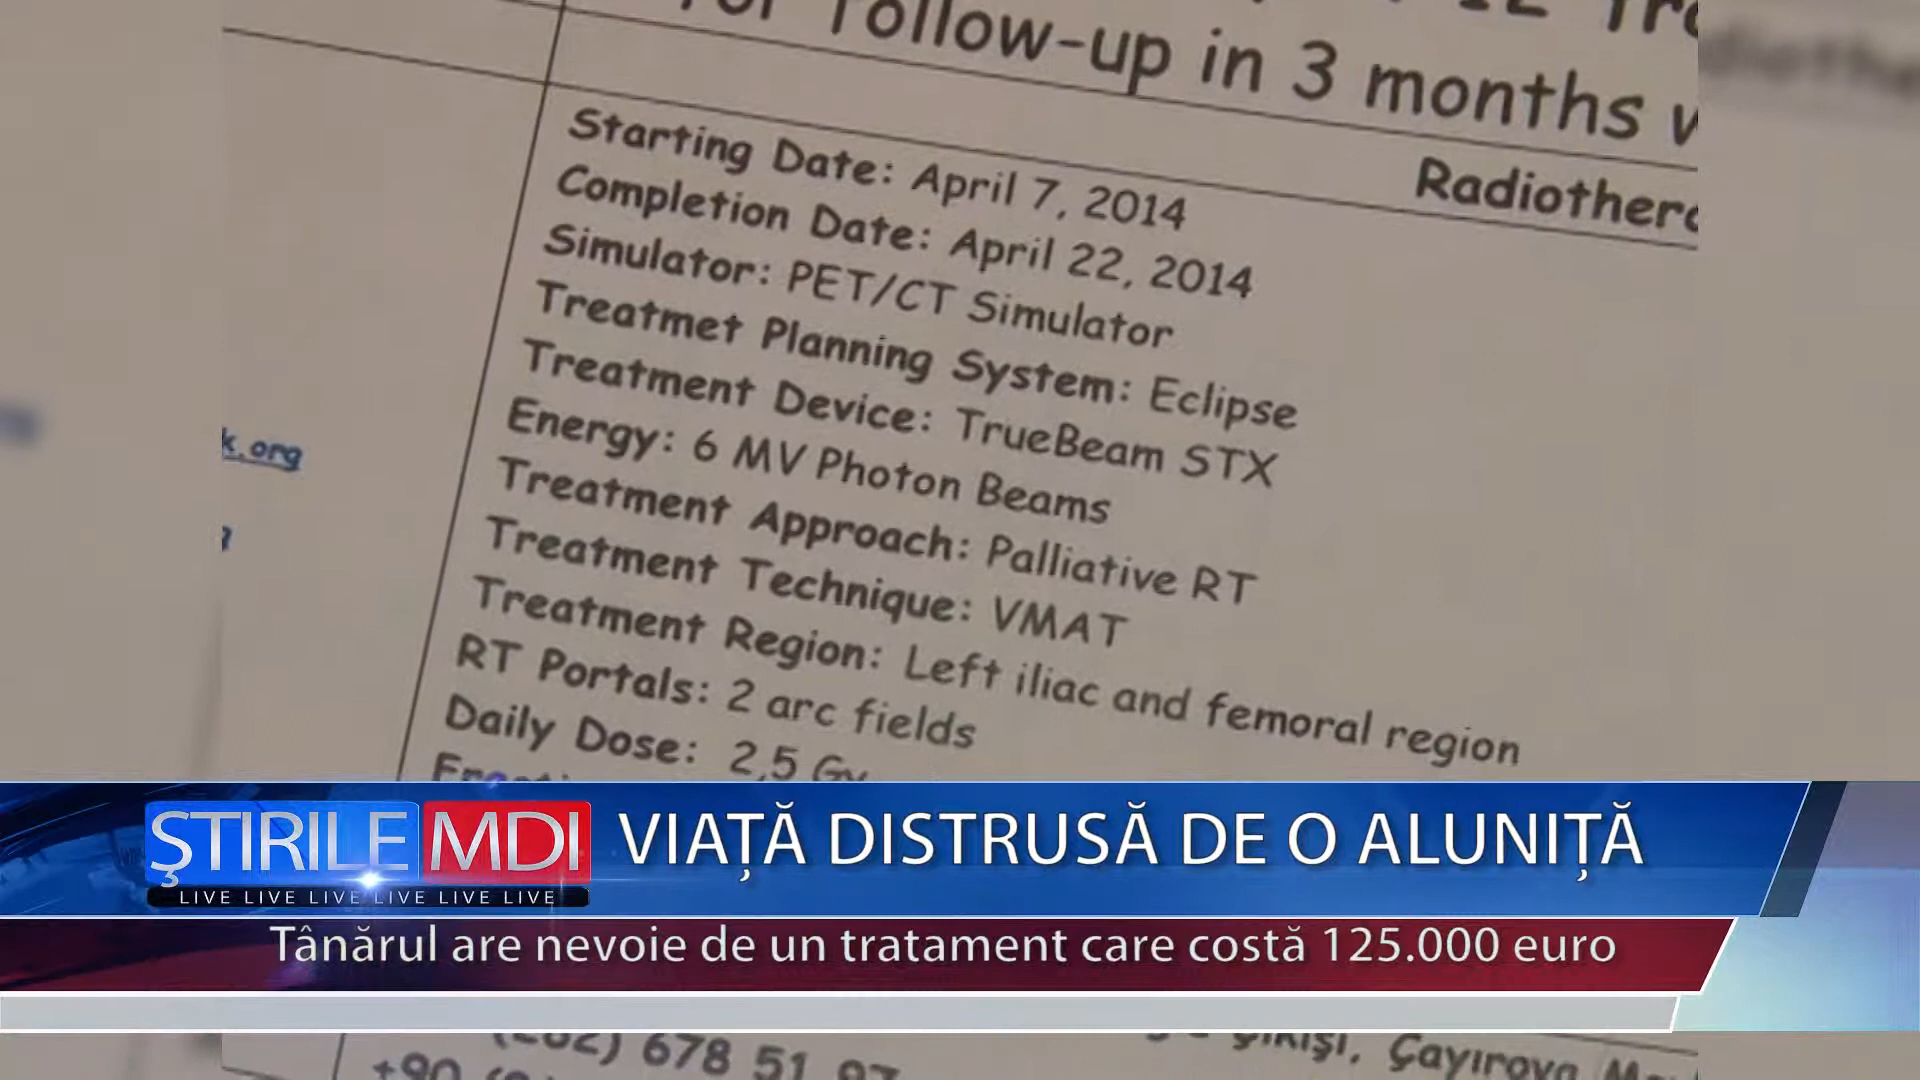 follow-up in 3 months
Starting Date: April 7, 2014
Radiother
Completion Date: April 22, 2014
Simulator: PET/CT Simulator
Treatmet Planning System: Eclipse
Treatment Device: TrueBeam STX
Energy: 6 MV Photon Beams
k.org
Treatment Approach: Palliative RT
Treatment Technique: VMAT
Treatment Region: Left iliac and femoral region
RT Portals: 2 arc fields
Daily Dose: 2,5 Gy
ŞTIRILE MDI
LIVE LIVE LIVE LIVE LIVE LIVE
VIAȚĂ DISTRUSĂ DE O ALUNIȚĂ
Tânărul are nevoie de un tratament care costă 125.000 euro
678 51 97
Çıkışı, Çayırova
+90